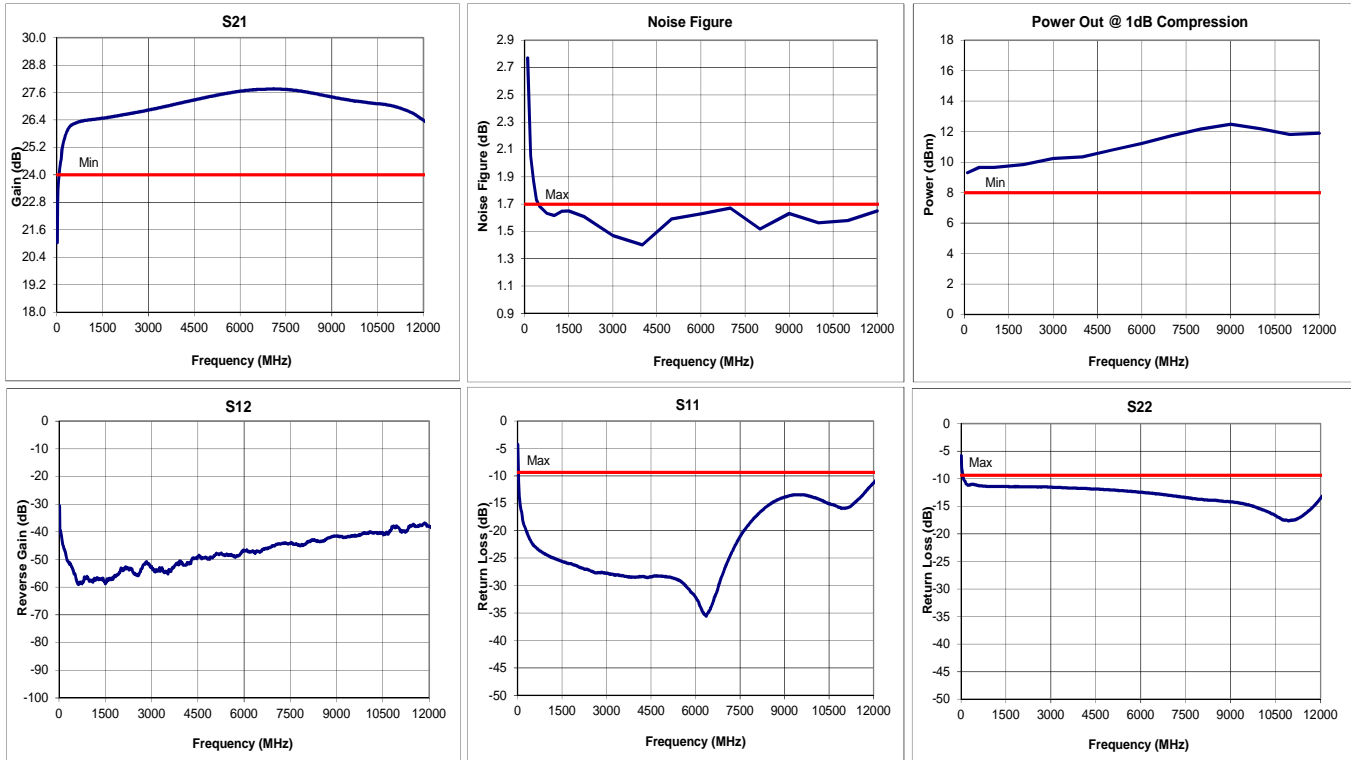 S21
30.0
28.8
27.6
26.4
25.2
24.0
22.8
21.6
20.4
19.2
18.0
Gain (dB)
Min
0 1500 3000 4500 6000 7500 9000 10500 12000
Frequency (MHz)
Noise Figure
2.9
2.7
2.5
2.3
2.1
1.9
1.7
1.5
1.3
1.1
0.9
Noise Figure (dB)
Max
0 1500 3000 4500 6000 7500 9000 10500 12000
Frequency (MHz)
Power Out @ 1dB Compression
18
16
14
12
10
8
6
4
2
0
Power (dBm)
Min
0 1500 3000 4500 6000 7500 9000 10500 12000
Frequency (MHz)
S12
0
-10
-20
-30
-40
-50
-60
-70
-80
-90
-100
Reverse Gain (dB)
0 1500 3000 4500 6000 7500 9000 10500 12000
Frequency (MHz)
S11
0
-5
-10
-15
-20
-25
-30
-35
-40
-45
-50
Return Loss (dB)
Max
0 1500 3000 4500 6000 7500 9000 10500 12000
Frequency (MHz)
S22
0
-5
-10
-15
-20
-25
-30
-35
-40
-45
-50
Return Loss (dB)
Max
0 1500 3000 4500 6000 7500 9000 10500 12000
Frequency (MHz)